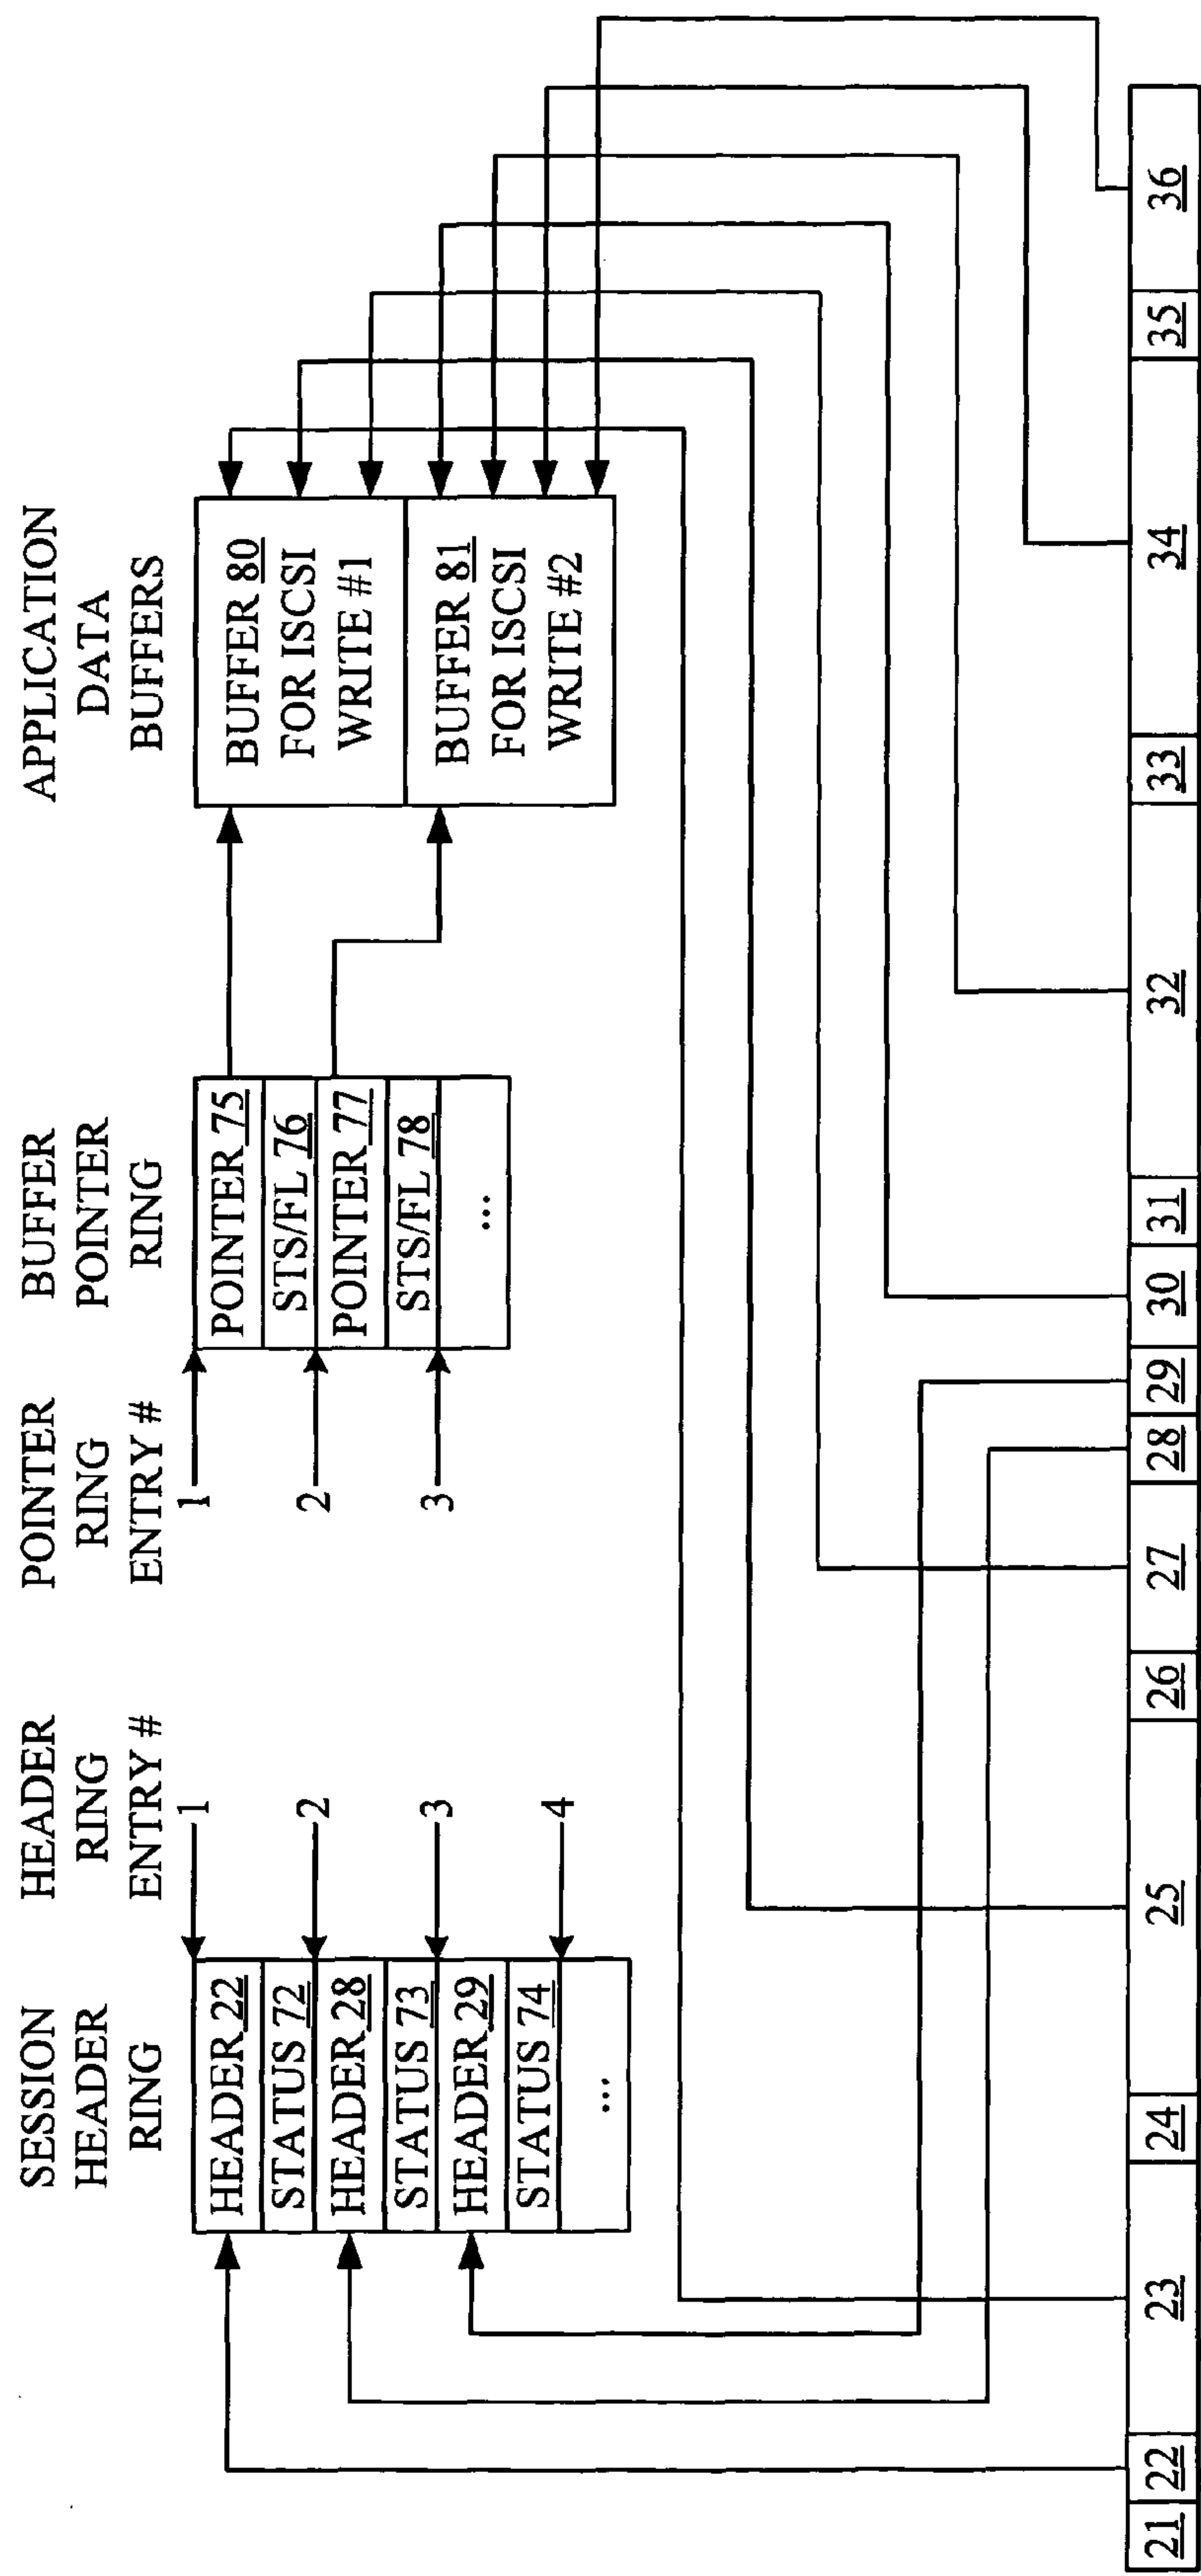 SESSION
HEADER
RING
HEADER
RING
ENTRY #
POINTER
RING
ENTRY #
BUFFER
POINTER
RING
APPLICATION
DATA
BUFFERS
HEADER 22
STATUS 72
HEADER 28
STATUS 73
HEADER 29
STATUS 74
...
1
2
3
4
1
2
3
POINTER 75
STS/FL 76
POINTER 77
STS/FL 78
...
BUFFER 80
FOR ISCSI
WRITE #1
BUFFER 81
FOR ISCSI
WRITE #2
21 22 23 24 25 26 27 28 29 30 31 32 33 34 35 36